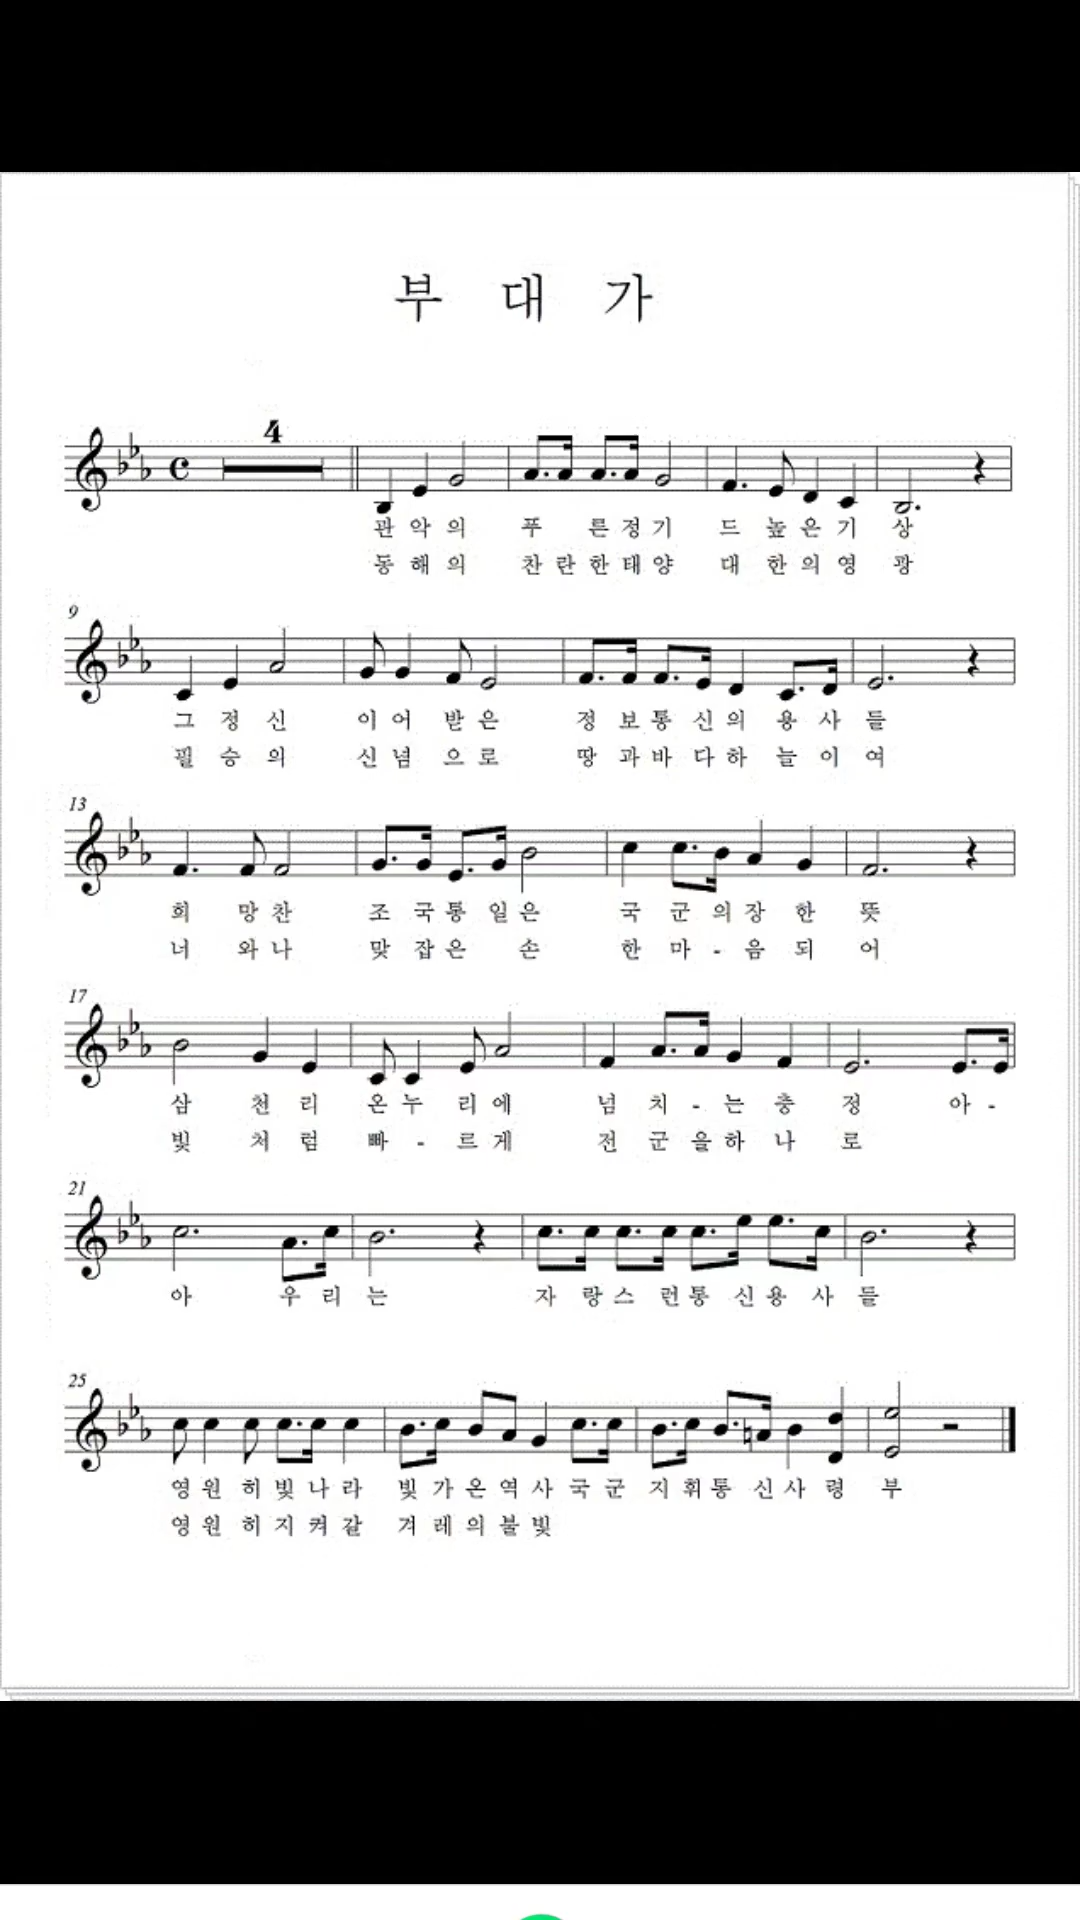 부 대 가
4
관 악 의 푸 른 정 기 드 높 은 기 상
동 해 의 찬 란 한 태 양 대 한 의 영 광
9
그 정 신 이 어 받 은 정 보 통 신 의 용 사 들
필 승 의 신 념 으 로 땅 과 바 다 하 늘 이 여
13
희 망 찬 조 국 통 일 은 국 군 의 장 한 뜻
너 와 나 맞 잡 은 손 한 마 - 음 되 어
17
삼 천 리 온 누 리 에 넘 치 - 는 충 정 아 -
빛 처 럼 빠 - 르 게 전 군 을 하 나 로
21
아 우 리 는 자 랑 스 런 통 신 용 사 들
25
영 원 히 빛 나 라 빛 가 온 역 사 국 군 지 휘 통 신 사 령 부
영 원 히 지 켜 갈 겨 레 의 불 빛